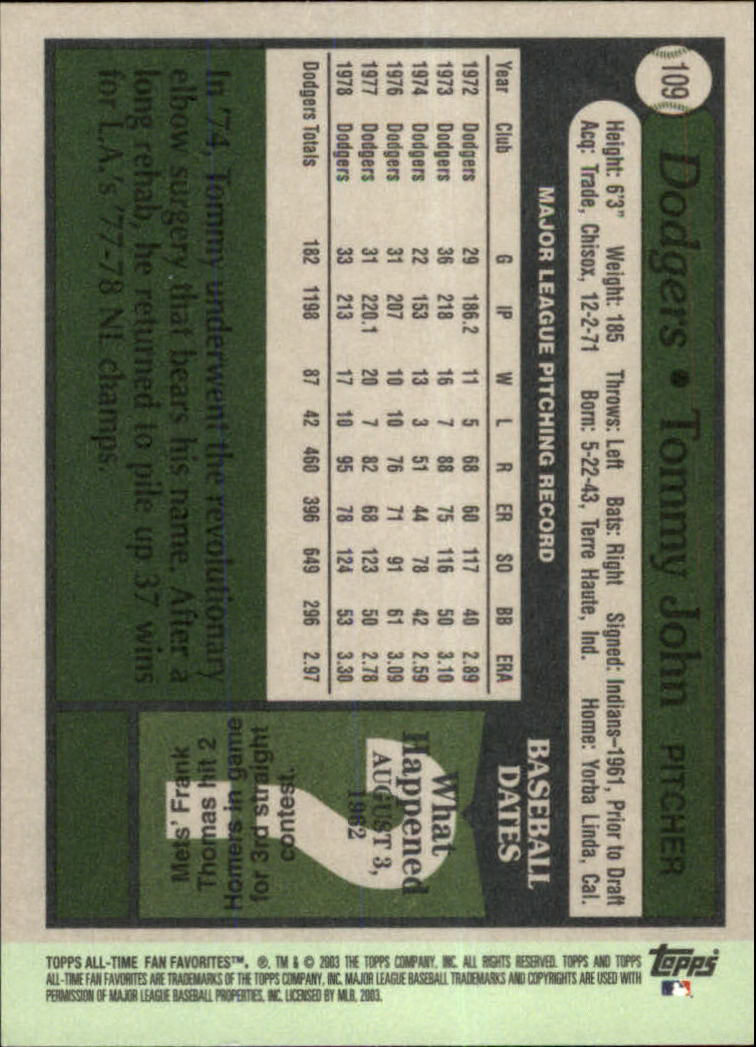 109
Dodgers • Tommy John PITCHER
Height: 6'3" Weight: 185 Throws: Left Bats: Right Signed: Indians–1961, Prior to Draft
Acq: Trade, Chisox, 12-2-71 Born: 5-22-43, Terre Haute, Ind. Home: Yorba Linda, Cal.
MAJOR LEAGUE PITCHING RECORD
Year Club G IP W L R ER SO BB ERA
1972 Dodgers 29 186.2 11 5 68 60 117 40 2.89
1973 Dodgers 36 218 16 7 88 75 116 50 3.10
1974 Dodgers 22 153 13 3 51 44 78 42 2.59
1976 Dodgers 31 207 10 10 76 71 91 61 3.09
1977 Dodgers 31 220.1 20 7 82 68 123 50 2.78
1978 Dodgers 33 213 17 10 95 78 124 53 3.30
Dodgers Totals 182 1198 87 42 460 396 649 296 2.97
In '74, Tommy underwent the revolutionary
elbow surgery that bears his name. After a
long rehab, he returned to pile up 37 wins
for L.A.'s '77-78 NL champs.
BASEBALL
DATES
What
Happened
AUGUST 3,
1962
?
Mets' Frank
Thomas hit 2
Homers in game
for 3rd straight
contest.
Topps
TOPPS ALL-TIME FAN FAVORITES™. ®, TM & © 2003 THE TOPPS COMPANY, INC. ALL RIGHTS RESERVED. TOPPS AND TOPPS
ALL-TIME FAN FAVORITES ARE TRADEMARKS OF THE TOPPS COMPANY, INC. MAJOR LEAGUE BASEBALL TRADEMARKS AND COPYRIGHTS ARE USED WITH
PERMISSION OF MAJOR LEAGUE BASEBALL PROPERTIES, INC. LICENSED BY MLB, 2003.